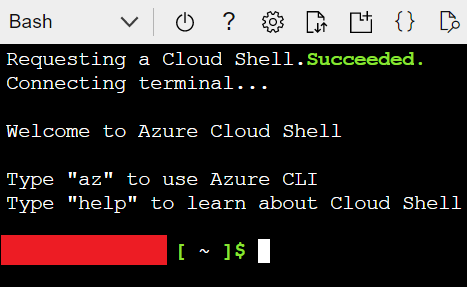 Bash
?
{}
Requesting a Cloud Shell.Succeeded.
Connecting terminal...
Welcome to Azure Cloud Shell
Type "az" to use Azure CLI
Type "help" to learn about Cloud Shell
[ ~ ]$